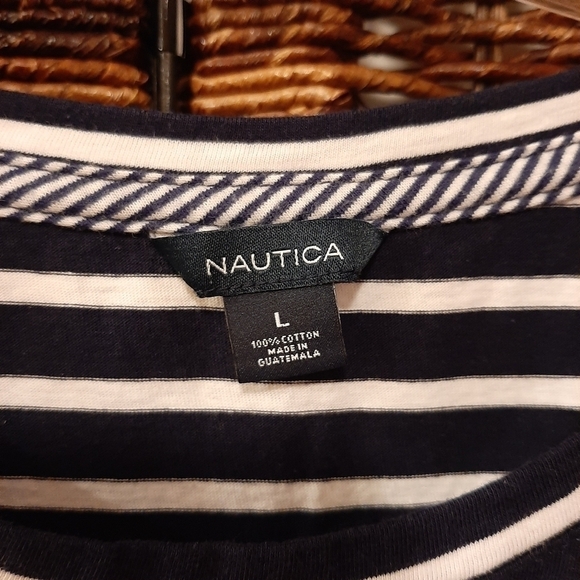 NAUTICA
L
100% COTTON
MADE IN
GUATEMALA